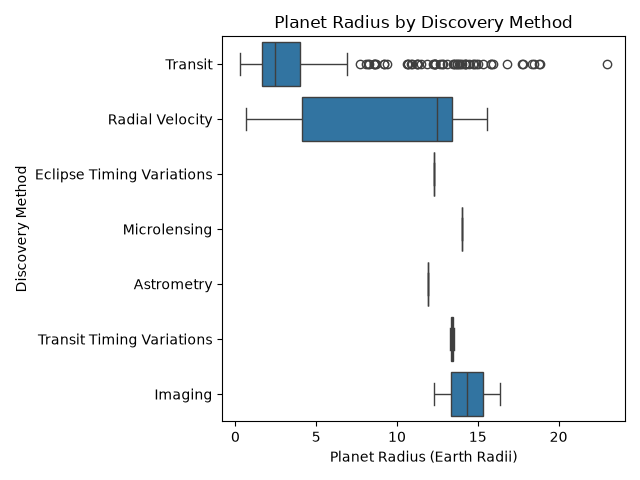 Planet Radius by Discovery Method
Discovery Method
Transit
Radial Velocity
Eclipse Timing Variations
Microlensing
Astrometry
Transit Timing Variations
Imaging
0 5 10 15 20
Planet Radius (Earth Radii)